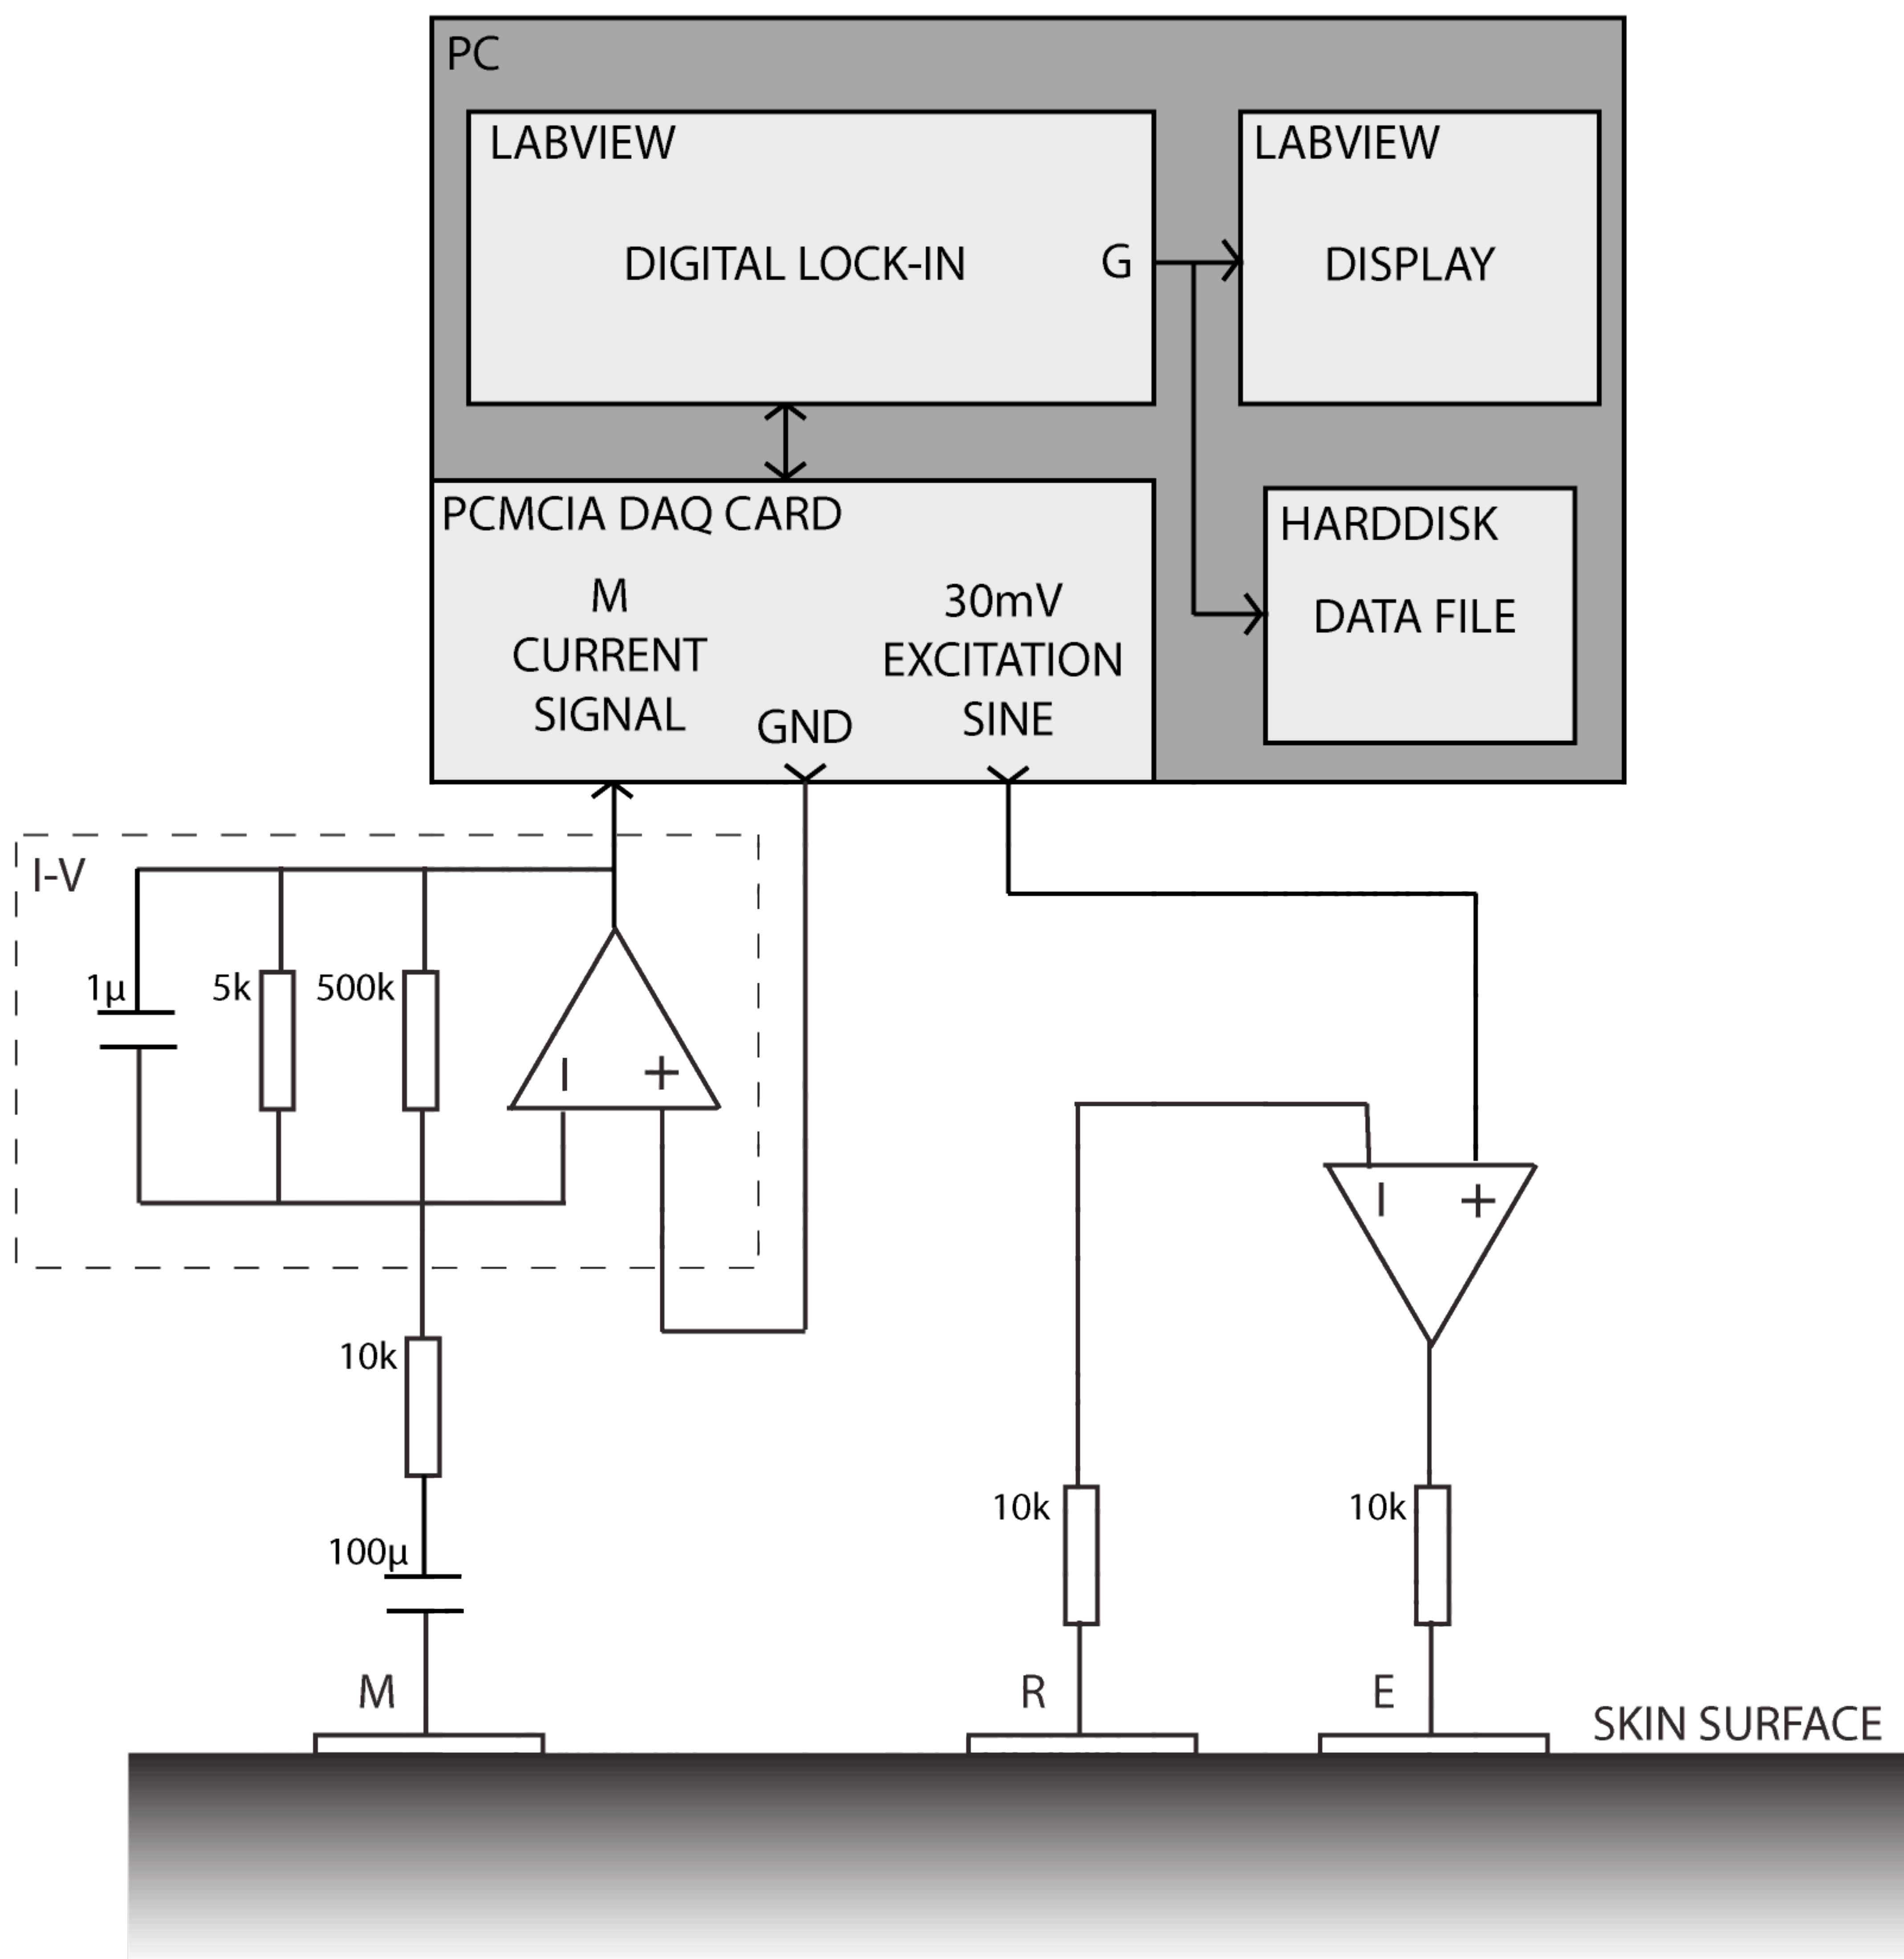 PC
LABVIEW
DIGITAL LOCK-IN
G
LABVIEW
DISPLAY
PCMCIA DAQ CARD
M
CURRENT
SIGNAL
GND
30mV
EXCITATION
SINE
HARDDISK
DATA FILE
I-V
1µ
5k
500k
10k
100µ
10k
10k
M
R
E
SKIN SURFACE